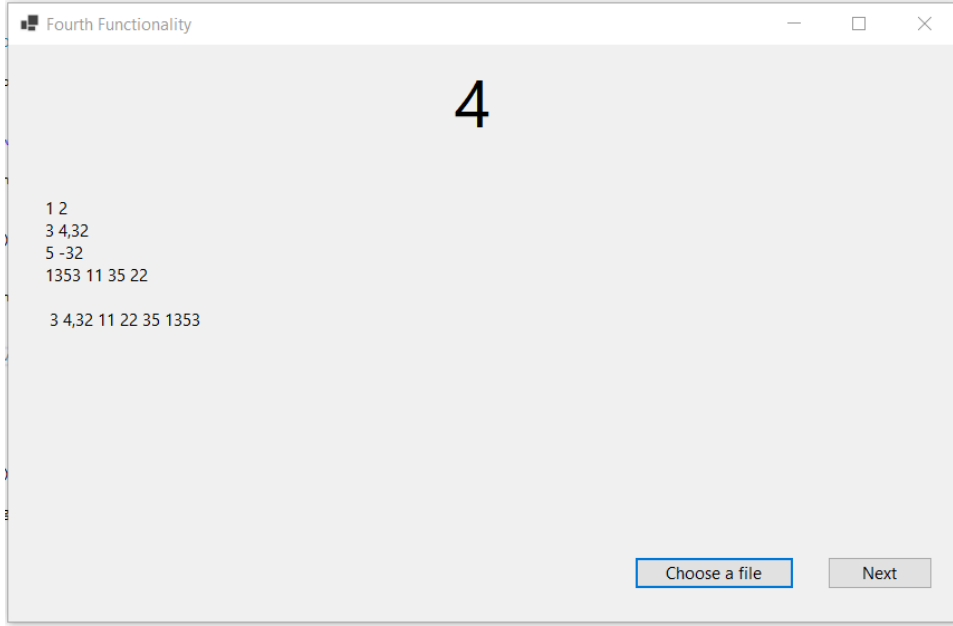 Fourth Functionality
4
1 2
3 4,32
5 -32
1353 11 35 22
3 4,32 11 22 35 1353
Choose a file
Next